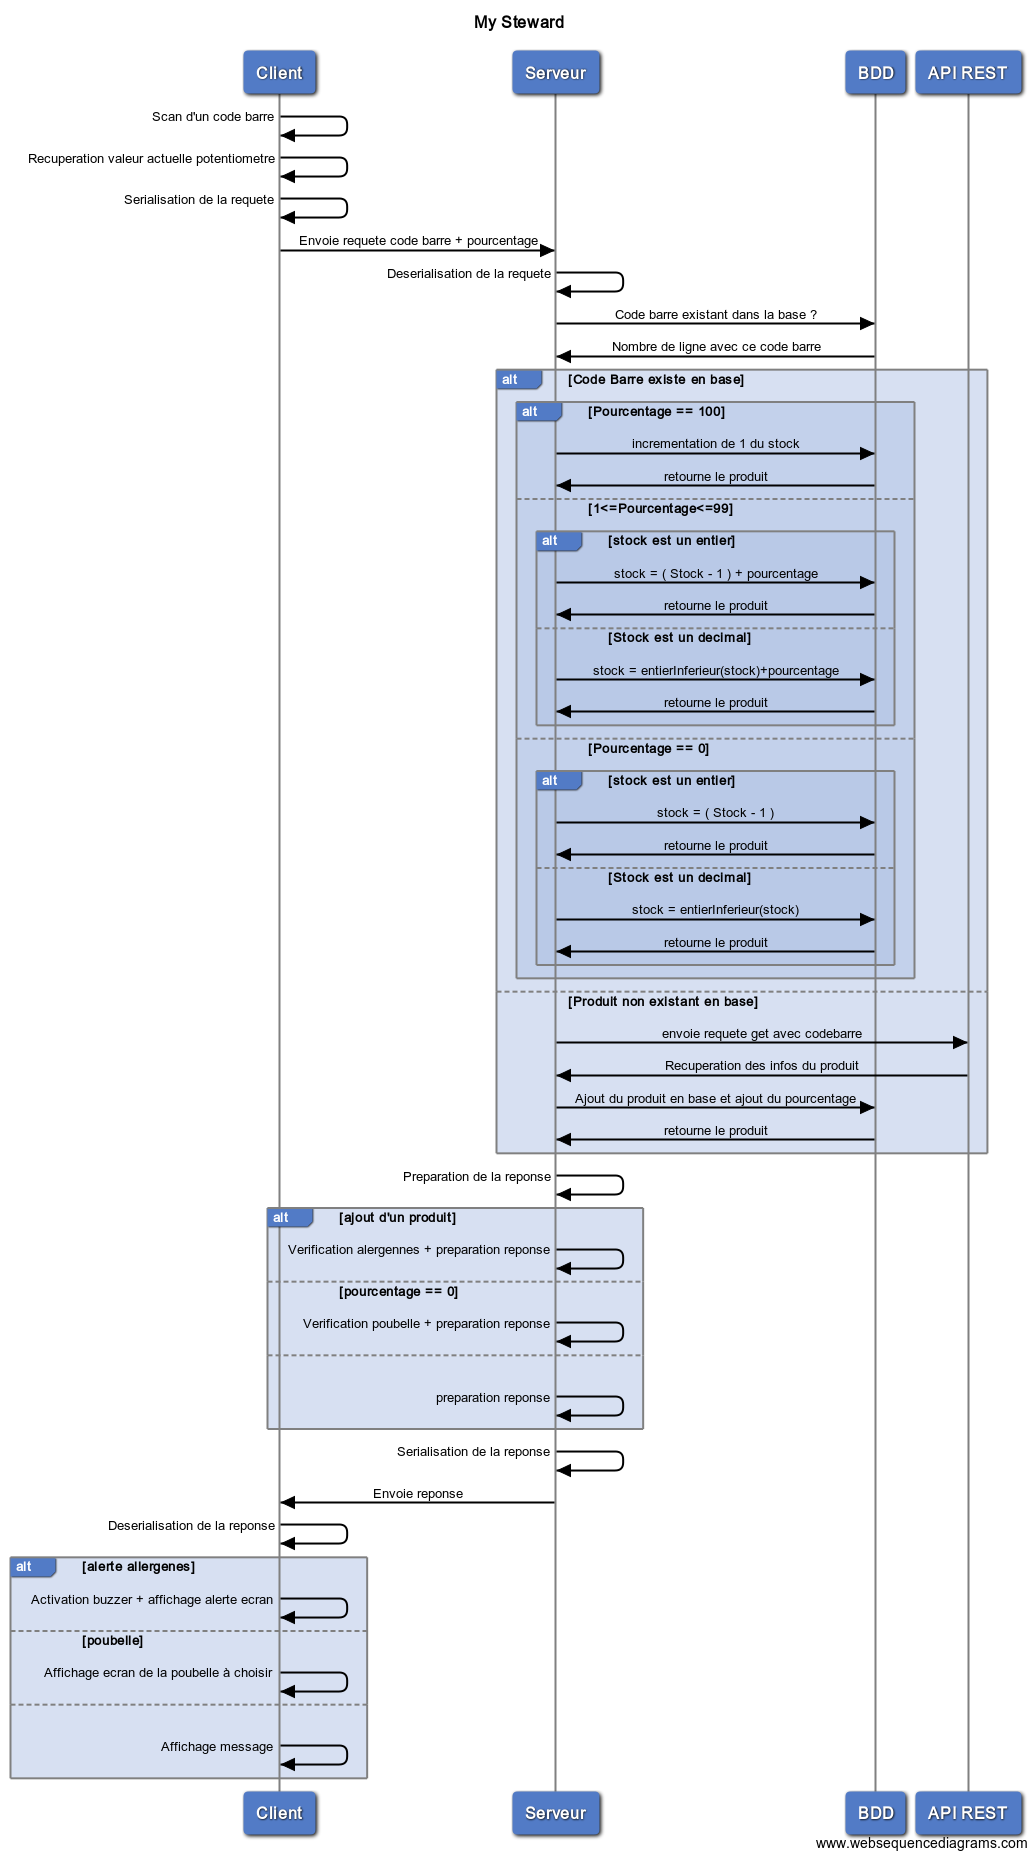 My Steward
Client
Serveur
BDD
API REST
Scan d'un code barre
Recuperation valeur actuelle potentiometre
Serialisation de la requete
Envoie requete code barre + pourcentage
Deserialisation de la requete
Code barre existant dans la base ?
Nombre de ligne avec ce code barre
alt [Code Barre existe en base]
alt [Pourcentage == 100]
incrementation de 1 du stock
retourne le produit
[1<=Pourcentage<=99]
alt [stock est un entier]
stock = ( Stock - 1 ) + pourcentage
retourne le produit
[Stock est un decimal]
stock = entierInferieur(stock)+pourcentage
retourne le produit
[Pourcentage == 0]
alt [stock est un entier]
stock = ( Stock - 1 )
retourne le produit
[Stock est un decimal]
stock = entierInferieur(stock)
retourne le produit
[Produit non existant en base]
envoie requete get avec codebarre
Recuperation des infos du produit
Ajout du produit en base et ajout du pourcentage
retourne le produit
Preparation de la reponse
alt [ajout d'un produit]
Verification alergennes + preparation reponse
[pourcentage == 0]
Verification poubelle + preparation reponse
preparation reponse
Serialisation de la reponse
Envoie reponse
Deserialisation de la reponse
alt [alerte allergenes]
Activation buzzer + affichage alerte ecran
[poubelle]
Affichage ecran de la poubelle à choisir
Affichage message
Client
Serveur
BDD
API REST
www.websequencediagrams.com